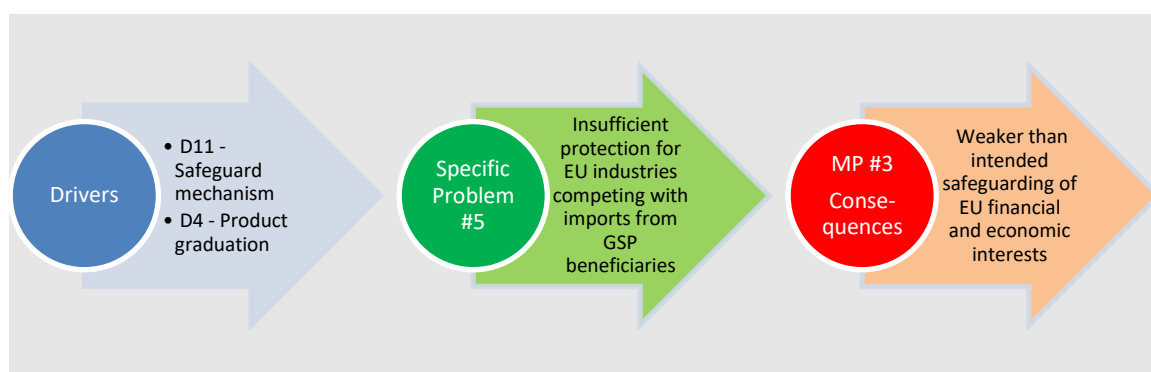 Drivers
• D11 -
Safeguard
mechanism
• D4 - Product
graduation
Specific
Problem
#5
Insufficient
protection for
EU industries
competing with
imports from
GSP
beneficiaries
MP #3
Conse-
quences
Weaker than
intended
safeguarding of
EU financial
and economic
interests